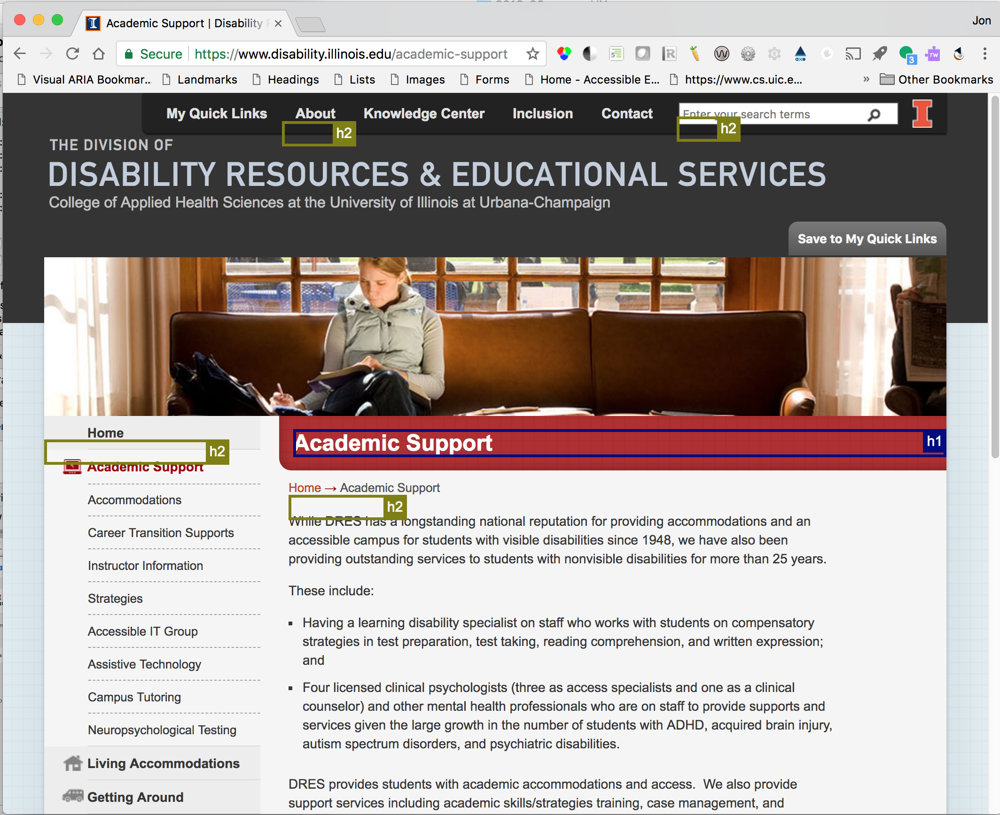 Academic Support | Disability
Jon
Secure https://www.disability.illinois.edu/academic-support
axe
3
rw
Visual ARIA Bookmar... Landmarks Headings Lists Images Forms Home - Accessible E... https://www.cs.uic.e... » Other Bookmarks
My Quick Links About Knowledge Center Inclusion Contact Enter your search terms
h2 h2
THE DIVISION OF
DISABILITY RESOURCES & EDUCATIONAL SERVICES
College of Applied Health Sciences at the University of Illinois at Urbana-Champaign
Save to My Quick Links
Home
h2
Academic Support
Accommodations
Career Transition Supports
Instructor Information
Strategies
Accessible IT Group
Assistive Technology
Campus Tutoring
Neuropsychological Testing
Living Accommodations
Getting Around
Academic Support h1
Home → Academic Support
h2
While DRES has a longstanding national reputation for providing accommodations and an
accessible campus for students with visible disabilities since 1948, we have also been
providing outstanding services to students with nonvisible disabilities for more than 25 years.
These include:
Having a learning disability specialist on staff who works with students on compensatory
strategies in test preparation, test taking, reading comprehension, and written expression;
and
Four licensed clinical psychologists (three as access specialists and one as a clinical
counselor) and other mental health professionals who are on staff to provide supports and
services given the large growth in the number of students with ADHD, acquired brain injury,
autism spectrum disorders, and psychiatric disabilities.
DRES provides students with academic accommodations and access. We also provide
support services including academic skills/strategies training, case management, and